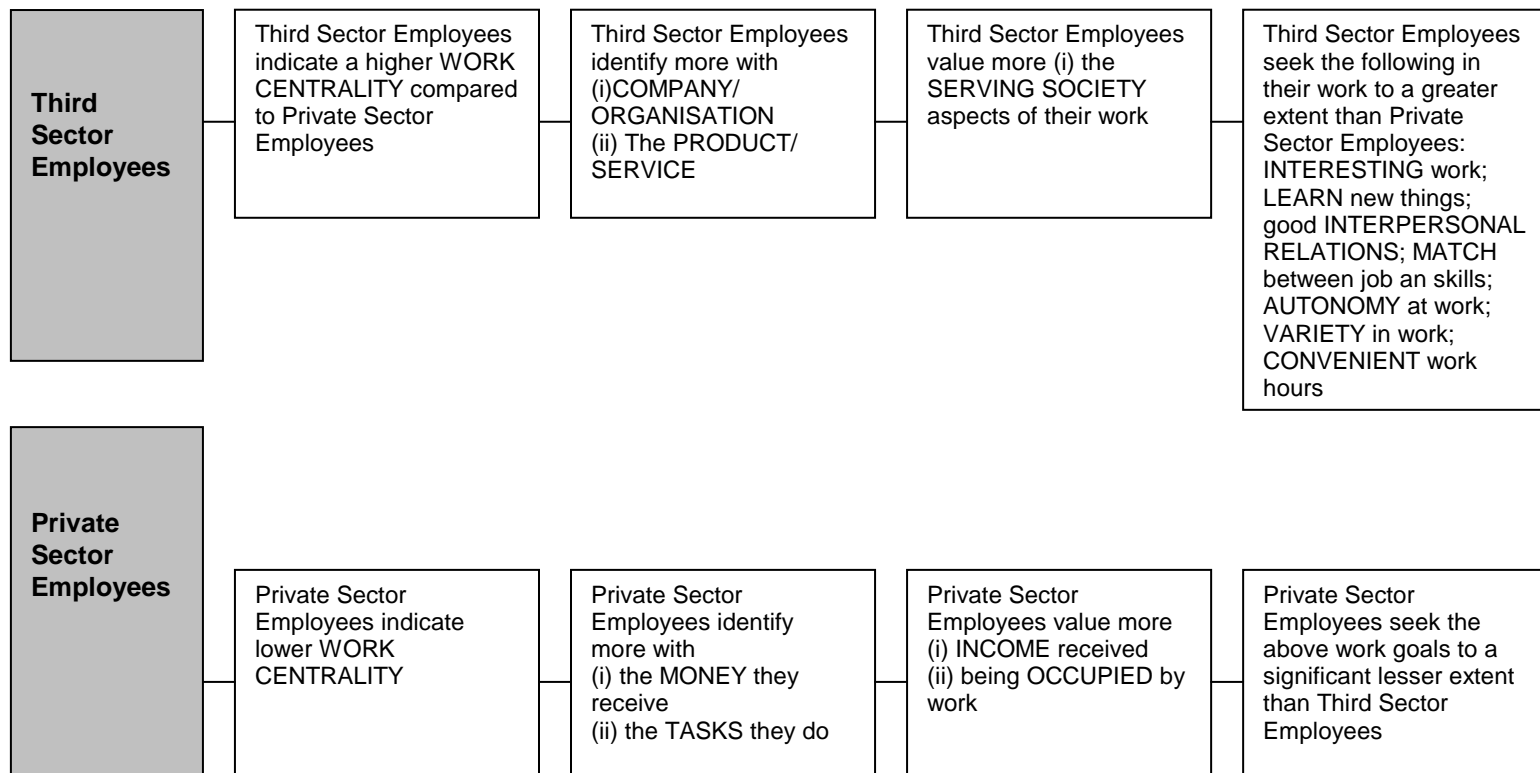 Third
Sector
Employees
Third Sector Employees
indicate a higher WORK
CENTRALITY compared
to Private Sector
Employees
Third Sector Employees
identify more with
(i)COMPANY/
ORGANISATION
(ii) The PRODUCT/
SERVICE
Third Sector Employees
value more (i) the
SERVING SOCIETY
aspects of their work
Third Sector Employees
seek the following in
their work to a greater
extent than Private
Sector Employees:
INTERESTING work;
LEARN new things;
good INTERPERSONAL
RELATIONS; MATCH
between job an skills;
AUTONOMY at work;
VARIETY in work;
CONVENIENT work
hours
Private
Sector
Employees
Private Sector
Employees indicate
lower WORK
CENTRALITY
Private Sector
Employees identify
more with
(i) the MONEY they
receive
(ii) the TASKS they do
Private Sector
Employees value more
(i) INCOME received
(ii) being OCCUPIED by
work
Private Sector
Employees seek the
above work goals to a
significant lesser extent
than Third Sector
Employees